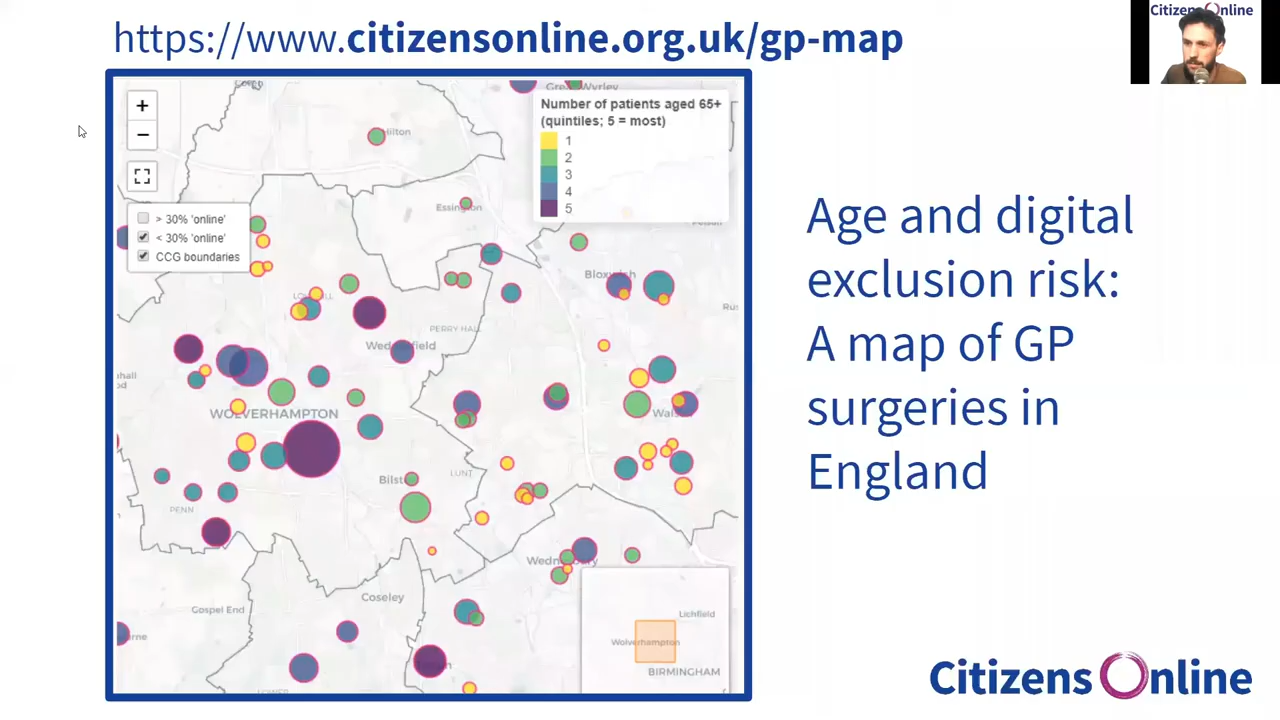 https://www.citizensonline.org.uk/gp-map
Citizens Online
+
−
Number of patients aged 65+
(quintiles; 5 = most)
1
2
3
4
5
> 30% 'online'
< 30% 'online'
CCG boundaries
Essington
Bloxwich
PERRY HALL
Wednesfield
WOLVERHAMPTON
LUNT
PENN
Coseley
Gospel End
Lichfield
Wolverhampton
BIRMINGHAM
Age and digital
exclusion risk:
A map of GP
surgeries in
England
Citizens Online